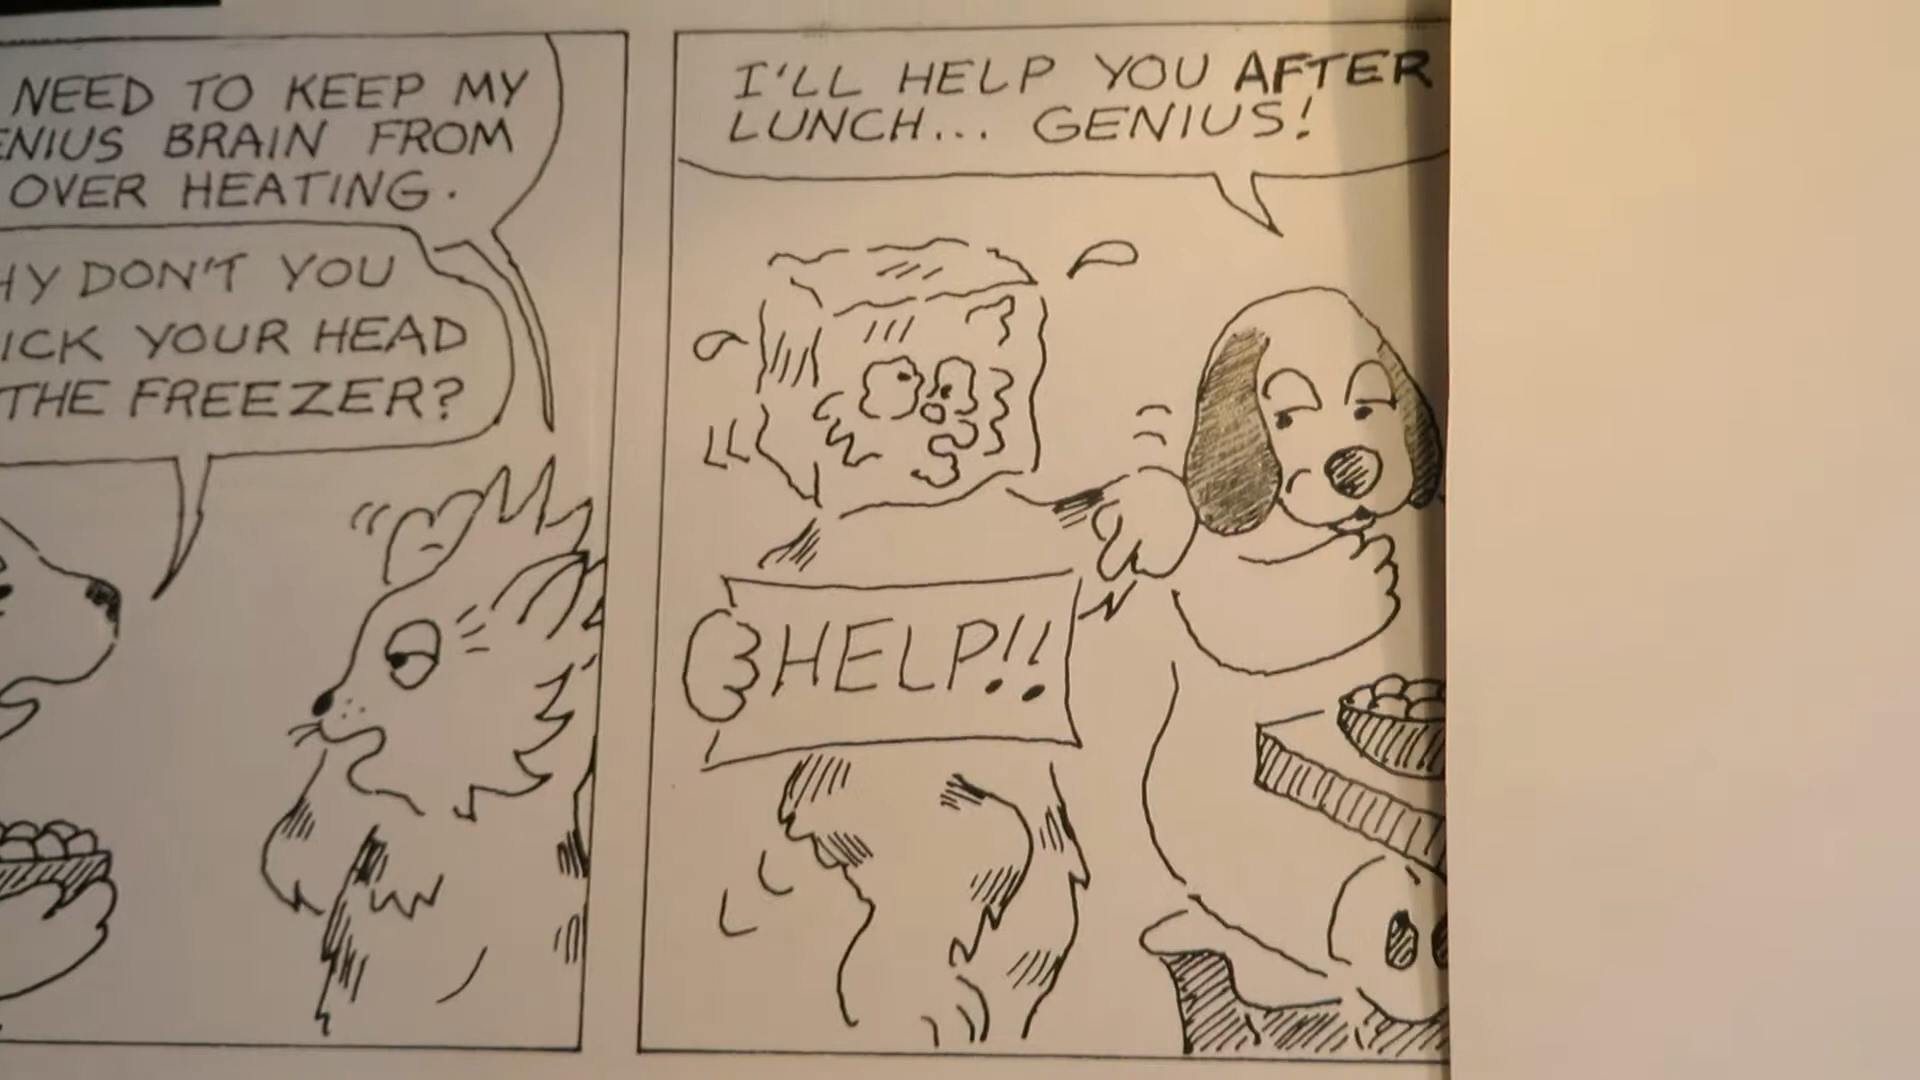 NEED TO KEEP MY
ENIUS BRAIN FROM
OVER HEATING.
HY DON'T YOU
ICK YOUR HEAD
THE FREEZER?
I'LL HELP YOU AFTER
LUNCH... GENIUS!
HELP!!